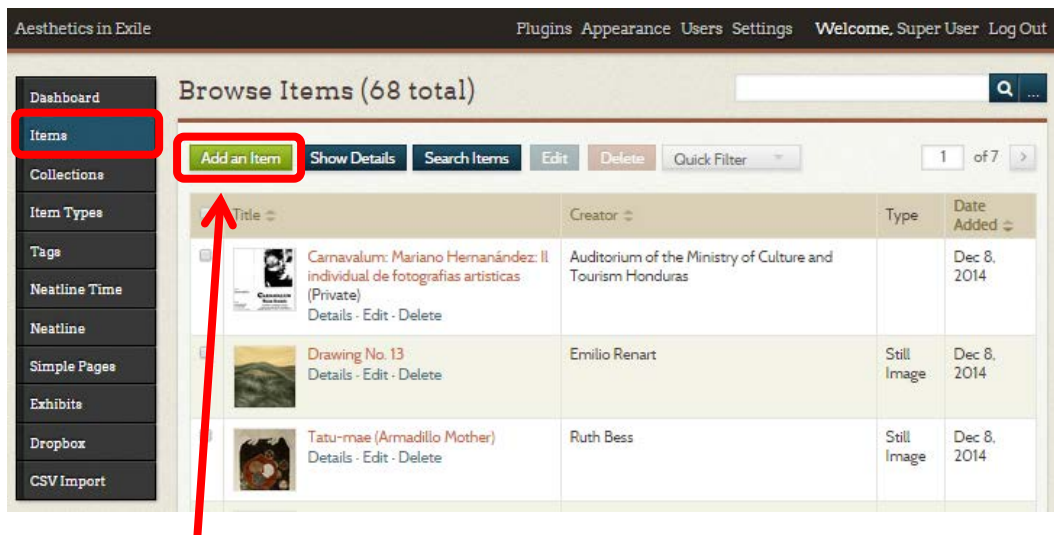 Aesthetics in Exile Plugins Appearance Users Settings Welcome, Super User Log Out
Dashboard
Items
Collections
Item Types
Tags
Neatline Time
Neatline
Simple Pages
Exhibits
Dropbox
CSV Import
Browse Items (68 total)
...
Add an Item Show Details Search Items Edit Delete Quick Filter 1 of 7 >
Title Creator Type Date Added
Carnavalum: Mariano Hernanández: II individual de fotografias artisticas (Private)
Details · Edit · Delete
Auditorium of the Ministry of Culture and Tourism Honduras
Dec 8, 2014
Drawing No. 13
Details · Edit · Delete
Emilio Renart
Still Image
Dec 8, 2014
Tatu-mae (Armadillo Mother)
Details · Edit · Delete
Ruth Bess
Still Image
Dec 8, 2014